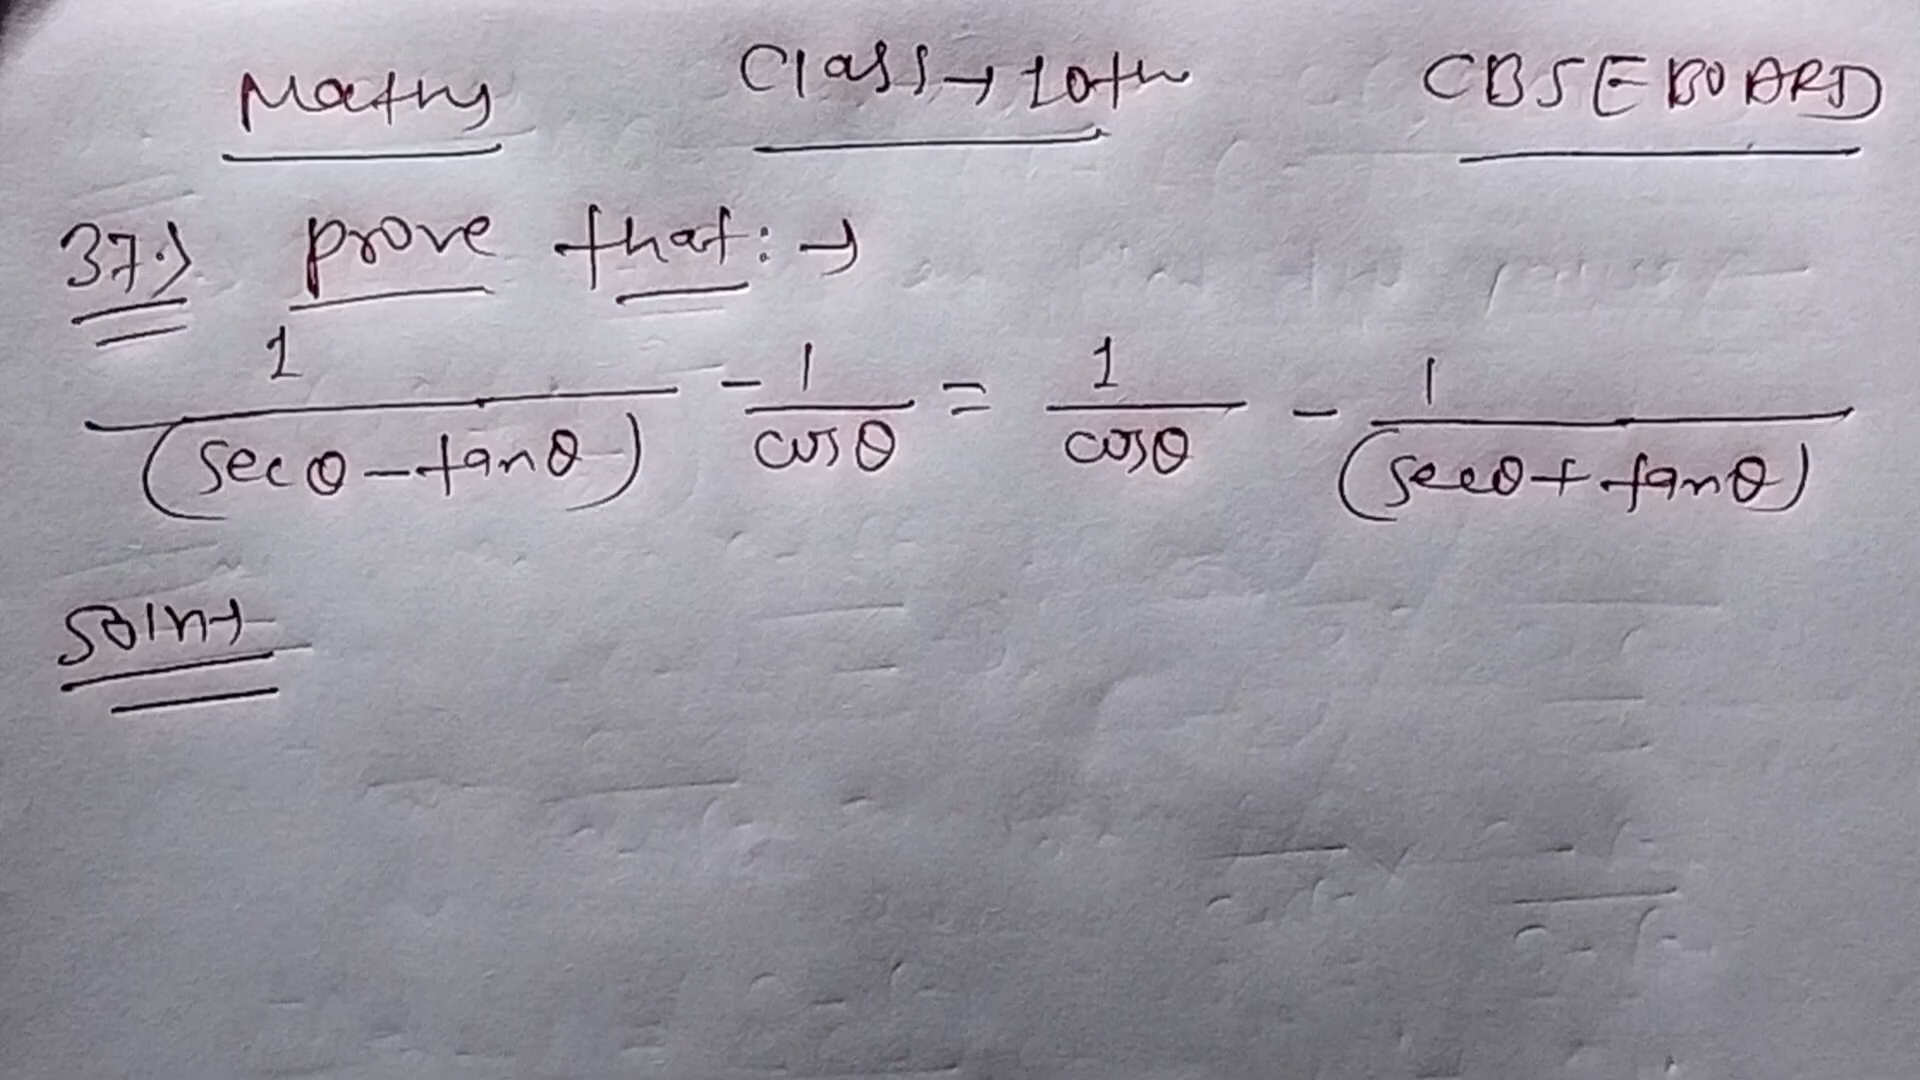 Maths Class → 10th CBSE BOARD
37.) prove that: →
1/(secθ - tanθ) - 1/cosθ = 1/cosθ - 1/(secθ + tanθ)
Soln→